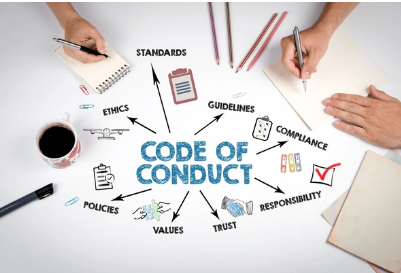 STANDARDS
ETHICS
GUIDELINES
COMPLIANCE
CODE OF
CONDUCT
POLICIES
VALUES
TRUST
RESPONSIBILITY